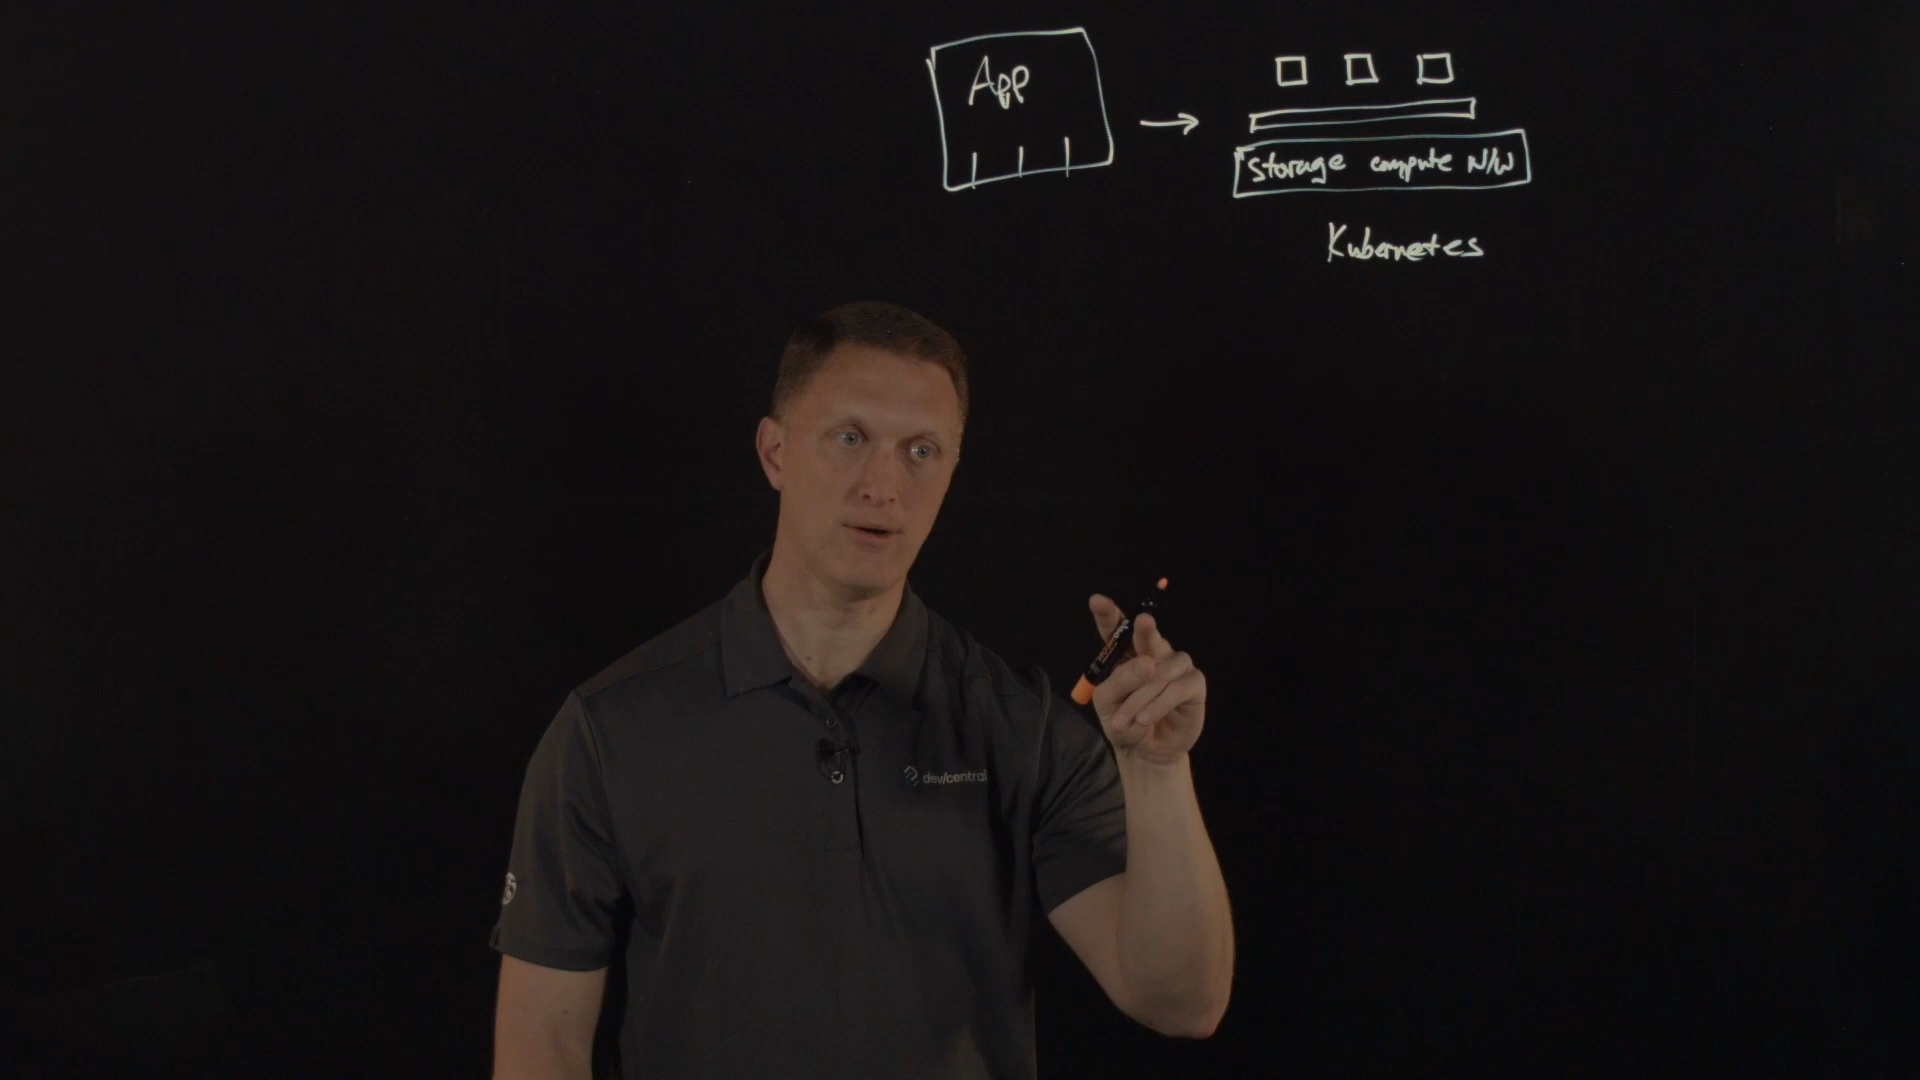 App
storage compute N/W
Kubernetes
dev/central